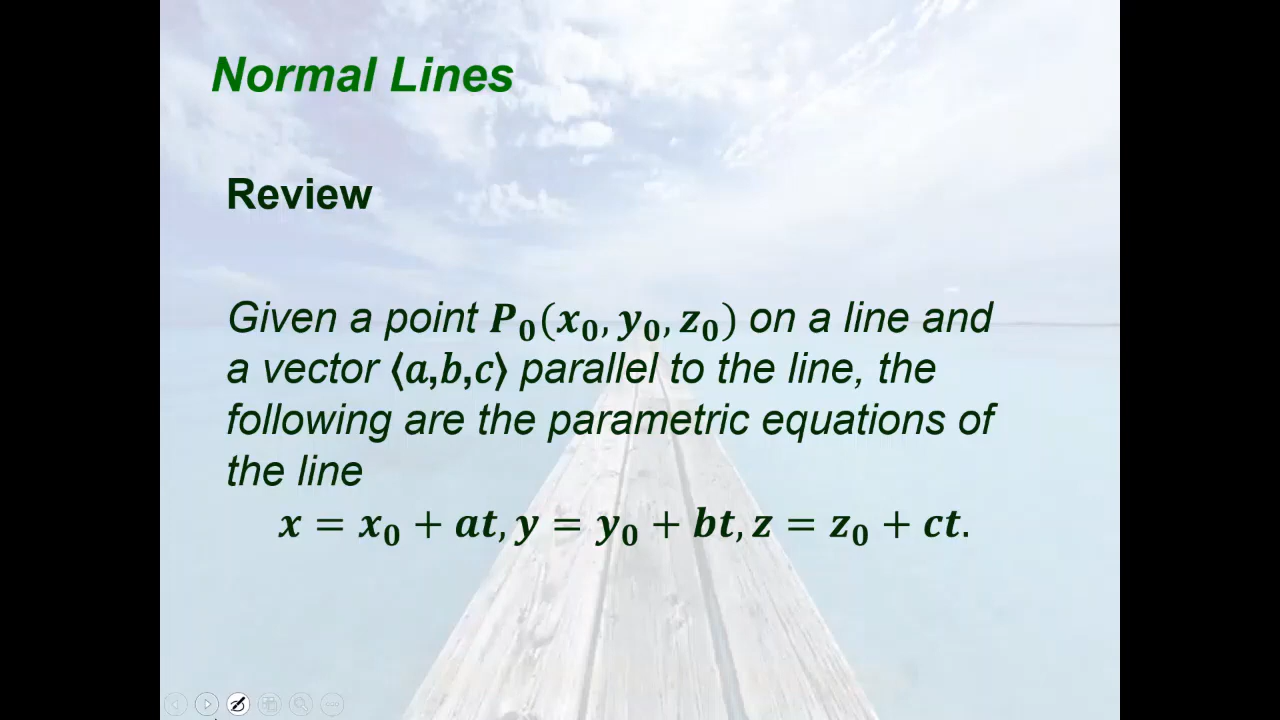 Normal Lines
Review
Given a point P₀(x₀, y₀, z₀) on a line and
a vector ⟨a,b,c⟩ parallel to the line, the
following are the parametric equations of
the line
x = x₀ + at, y = y₀ + bt, z = z₀ + ct.